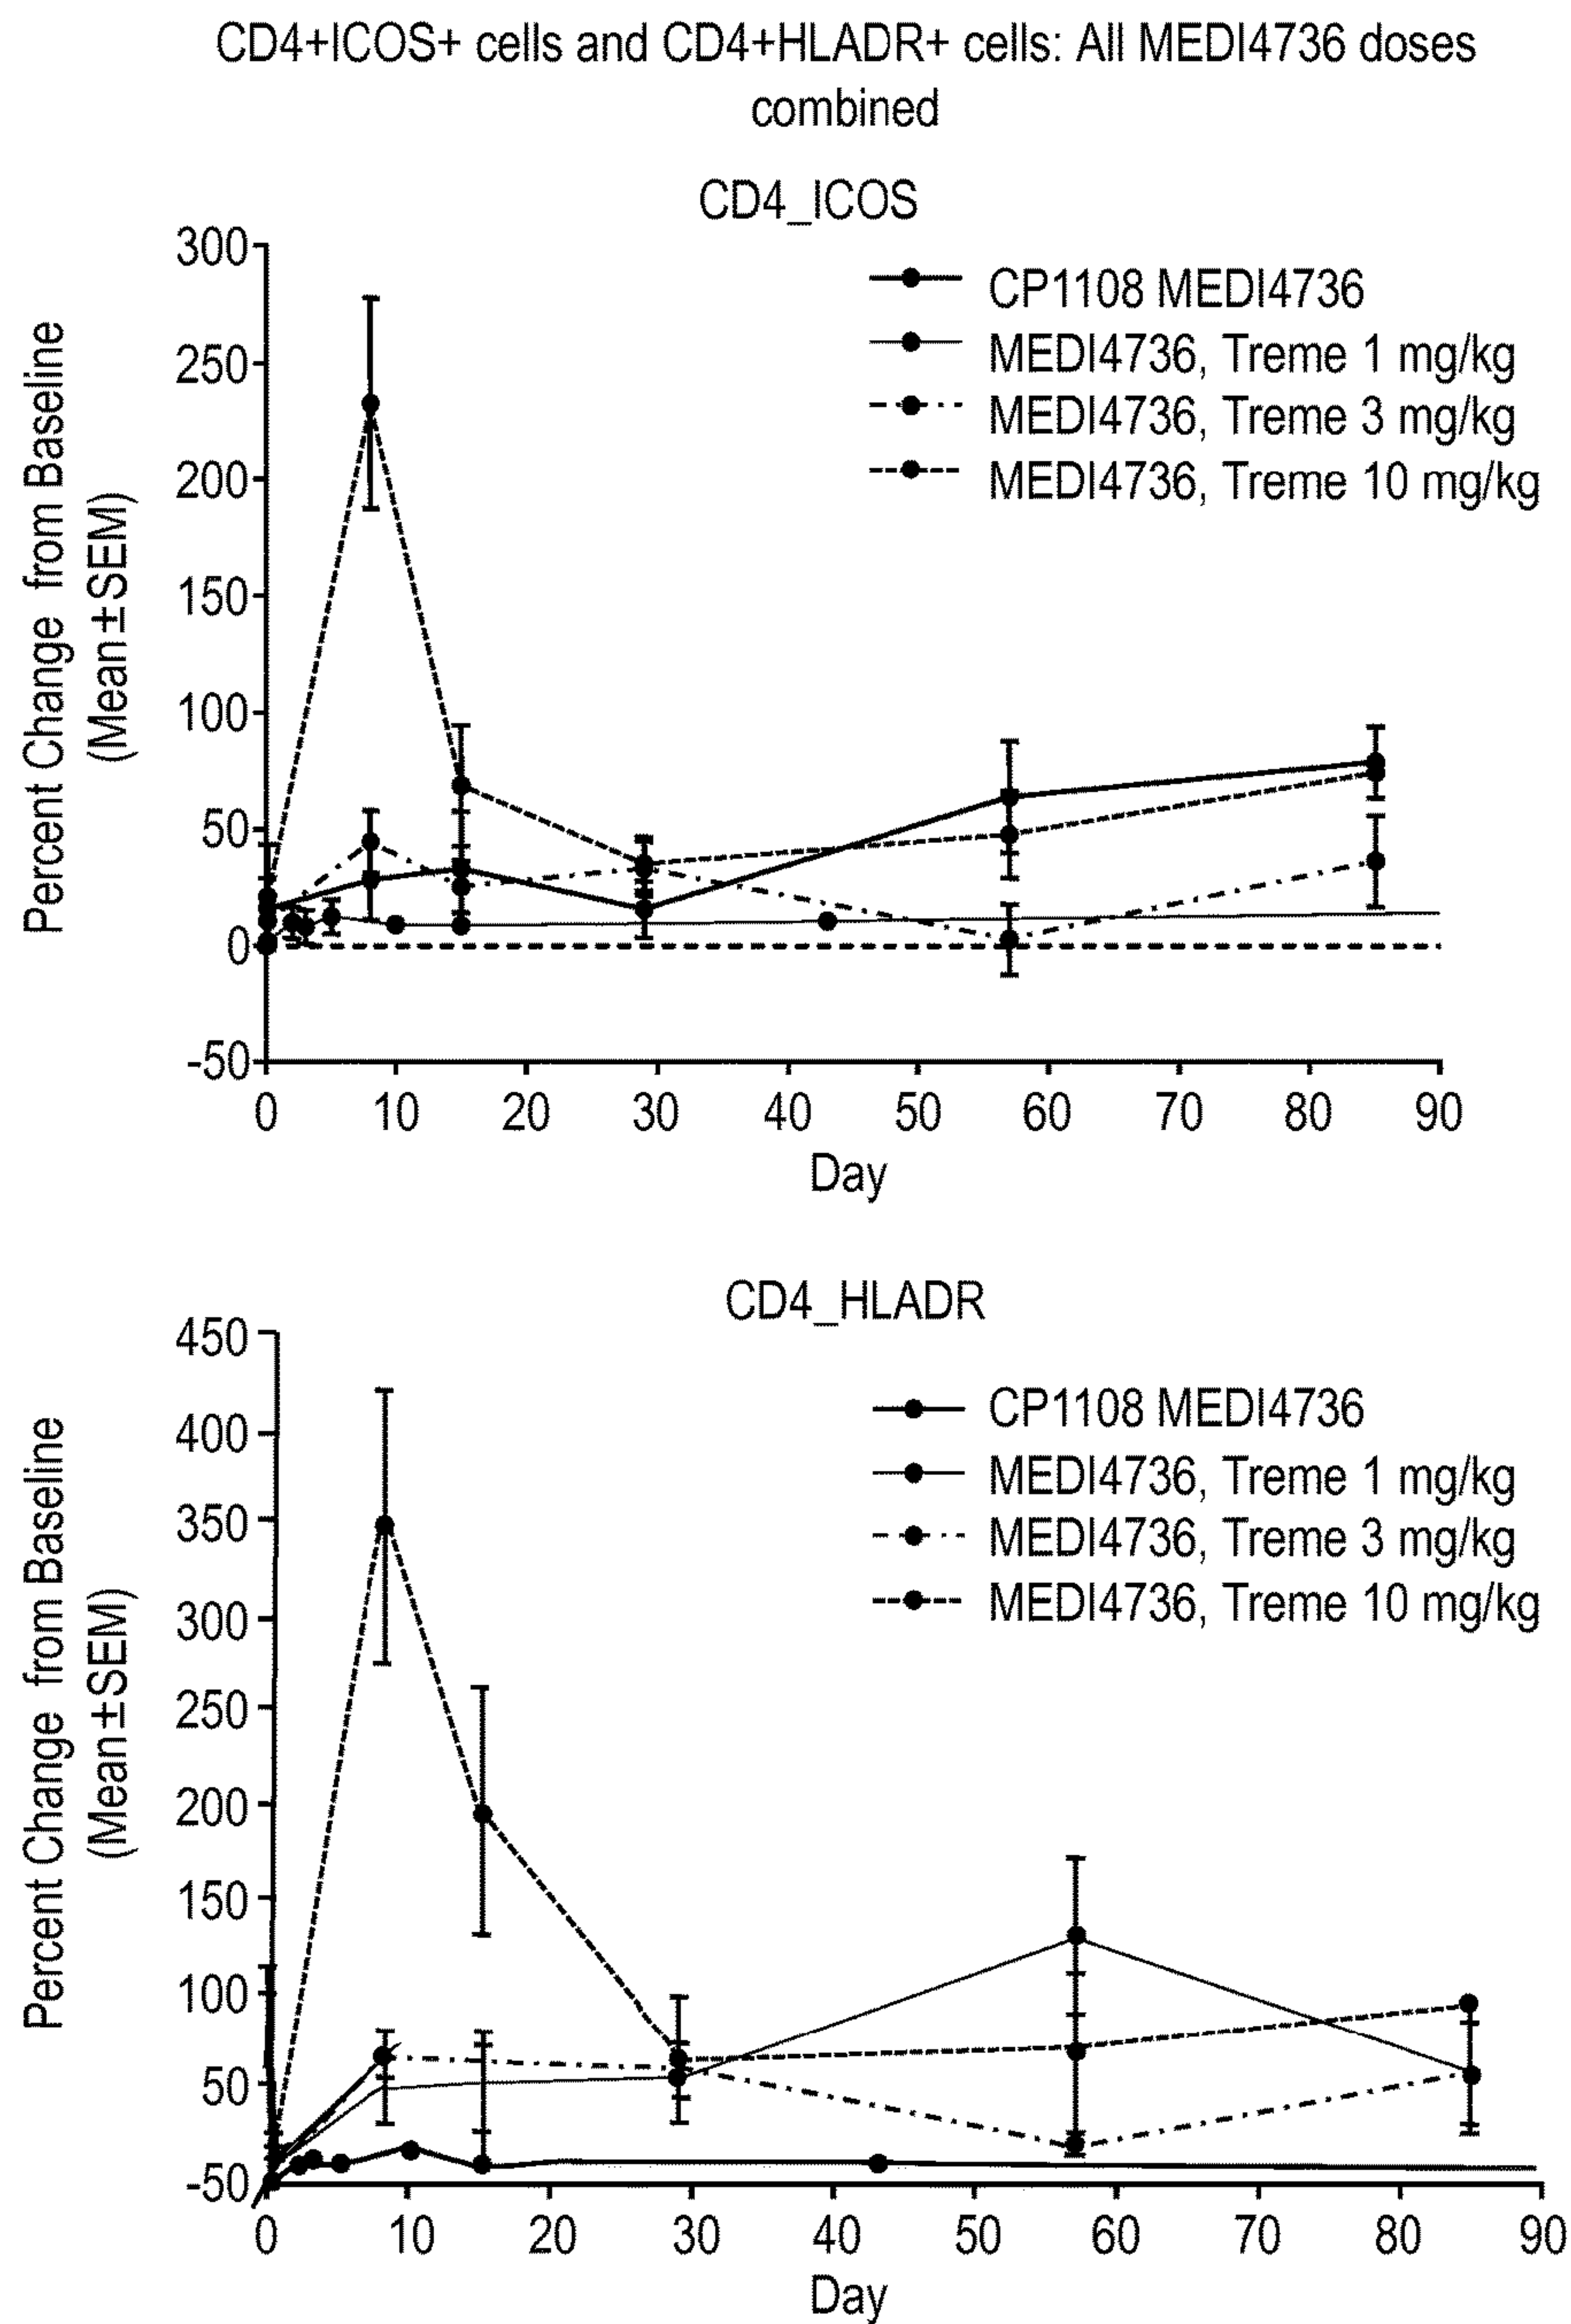 CD4+ICOS+ cells and CD4+HLADR+ cells: All MEDI4736 doses
combined
CD4_ICOS
Percent Change from Baseline
(Mean±SEM)
300
250
200
150
100
50
0
-50
CP1108 MEDI4736
MEDI4736, Treme 1 mg/kg
MEDI4736, Treme 3 mg/kg
MEDI4736, Treme 10 mg/kg
0 10 20 30 40 50 60 70 80 90
Day
CD4_HLADR
Percent Change from Baseline
(Mean±SEM)
450
400
350
300
250
200
150
100
50
-50
CP1108 MEDI4736
MEDI4736, Treme 1 mg/kg
MEDI4736, Treme 3 mg/kg
MEDI4736, Treme 10 mg/kg
0 10 20 30 40 50 60 70 80 90
Day